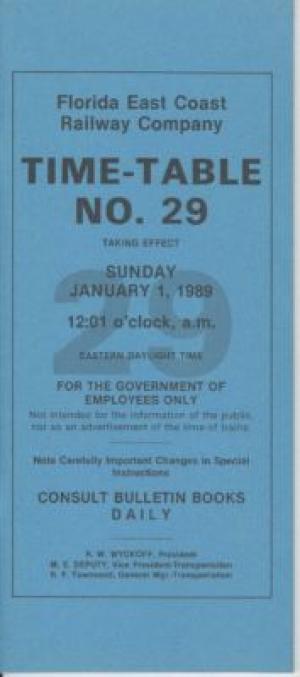 Florida East Coast
Railway Company
TIME-TABLE
NO. 29
TAKING EFFECT
SUNDAY
JANUARY 1, 1989
12:01 o'clock, a.m.
EASTERN DAYLIGHT TIME
29
FOR THE GOVERNMENT OF
EMPLOYEES ONLY
Not intended for the information of the public,
nor as an advertisement of the time of trains.
Note Carefully Important Changes in Special
Instructions
CONSULT BULLETIN BOOKS
DAILY
R. W. WYCKOFF, President
M. E. DEPUTY, Vice President-Transportation
R. F. Townsend, General Mgr.-Transportation